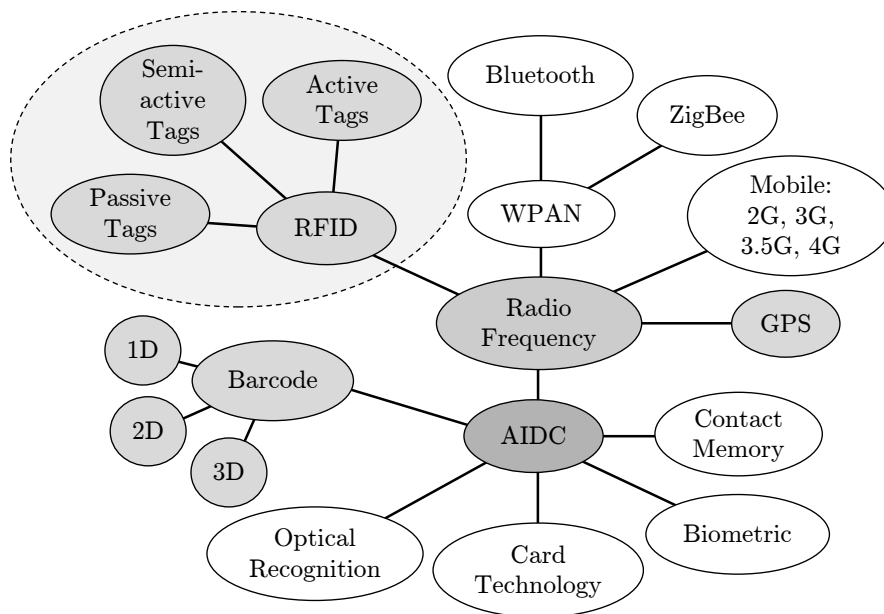 Semi-
active
Tags
Active
Tags
Bluetooth
ZigBee
Passive
Tags
RFID
WPAN
Mobile:
2G, 3G,
3.5G, 4G
Radio
Frequency
GPS
1D
Barcode
2D
3D
AIDC
Contact
Memory
Optical
Recognition
Card
Technology
Biometric